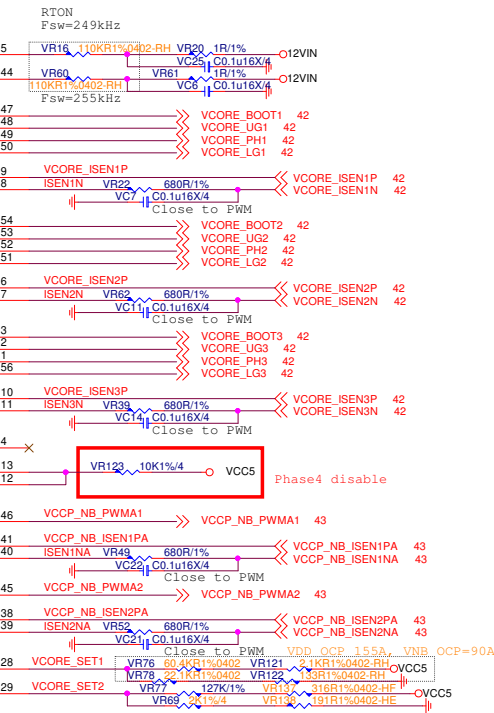 RTON
Fsw=249kHz
5 VR16 110KR1%0402-RH VR20 1R/1% 12VIN
VC25 C0.1u16X/4
44 VR60 VR61 1R/1% 12VIN
110KR1%0402-RH VC6 C0.1u16X/4
Fsw=255kHz
47 VCORE_BOOT1 42
48 VCORE_UG1 42
49 VCORE_PH1 42
50 VCORE_LG1 42
9 VCORE_ISEN1P VCORE_ISEN1P 42
8 ISEN1N VR22 680R/1% VCORE_ISEN1N 42
VC7 C0.1u16X/4
Close to PWM
54 VCORE_BOOT2 42
53 VCORE_UG2 42
52 VCORE_PH2 42
51 VCORE_LG2 42
6 VCORE_ISEN2P VCORE_ISEN2P 42
7 ISEN2N VR62 680R/1% VCORE_ISEN2N 42
VC11 C0.1u16X/4
Close to PWM
3 VCORE_BOOT3 42
2 VCORE_UG3 42
1 VCORE_PH3 42
56 VCORE_LG3 42
10 VCORE_ISEN3P VCORE_ISEN3P 42
11 ISEN3N VR39 680R/1% VCORE_ISEN3N 42
VC14 C0.1u16X/4
Close to PWM
4
13 VR123 10K1%/4 VCC5
12 Phase4 disable
46 VCCP_NB_PWMA1 VCCP_NB_PWMA1 43
41 VCCP_NB_ISEN1PA VCCP_NB_ISEN1PA 43
40 ISEN1NA VR49 680R/1% VCCP_NB_ISEN1NA 43
VC22 C0.1u16X/4
Close to PWM
45 VCCP_NB_PWMA2 VCCP_NB_PWMA2 43
38 VCCP_NB_ISEN2PA VCCP_NB_ISEN2PA 43
39 ISEN2NA VR52 680R/1% VCCP_NB_ISEN2NA 43
VC21 C0.1u16X/4
Close to PWM VDD OCP 155A, VNB_OCP=90A
28 VCORE_SET1 VR76 60.4KR1%0402 VR121 2.1KR1%0402-RH VCC5
VR78 22.1KR1%0402 VR122 133R1%0402-RH
29 VCORE_SET2 VR77 127K/1% VR137 316R1%0402-HF VCC5
VR69 2K1%/4 VR138 191R1%0402-HE